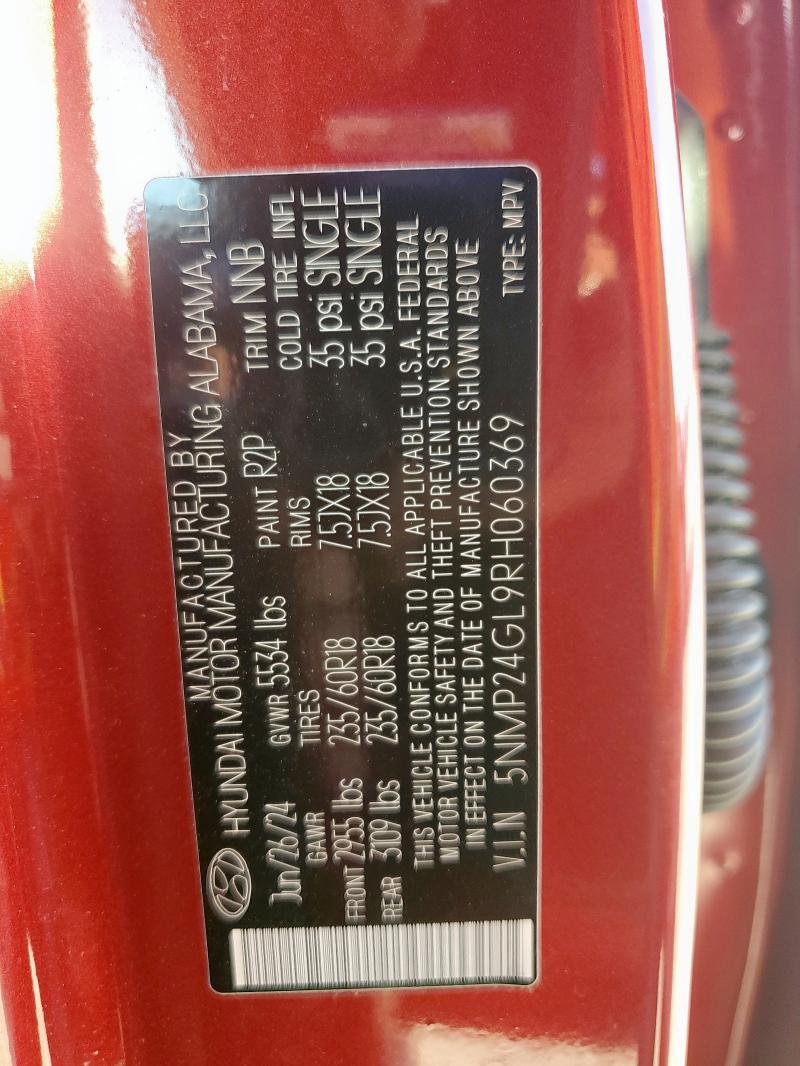 MANUFACTURED BY
HYUNDAI MOTOR MANUFACTURING ALABAMA, LLC
Jun/26/24 GVWR 5534 lbs PAINT R2P TRIM NNB
GAWR TIRES RIMS COLD TIRE INFL
FRONT 2955 lbs 235/60R18 7.5JX18 35 psi SINGLE
REAR 3109 lbs 235/60R18 7.5JX18 35 psi SINGLE
THIS VEHICLE CONFORMS TO ALL APPLICABLE U.S.A. FEDERAL
MOTOR VEHICLE SAFETY AND THEFT PREVENTION STANDARDS
IN EFFECT ON THE DATE OF MANUFACTURE SHOWN ABOVE
V.I.N 5NMP24GL9RH060369 TYPE: MPV